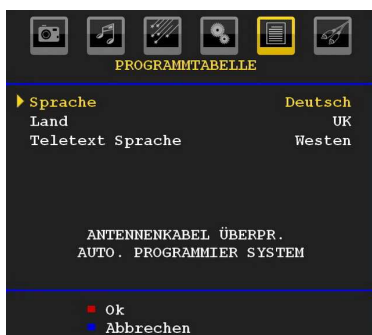 PROGRAMMTABELLE
Sprache Deutsch
Land UK
Teletext Sprache Westen
ANTENNENKABEL ÜBERPR.
AUTO. PROGRAMMIER SYSTEM
Ok
Abbrechen